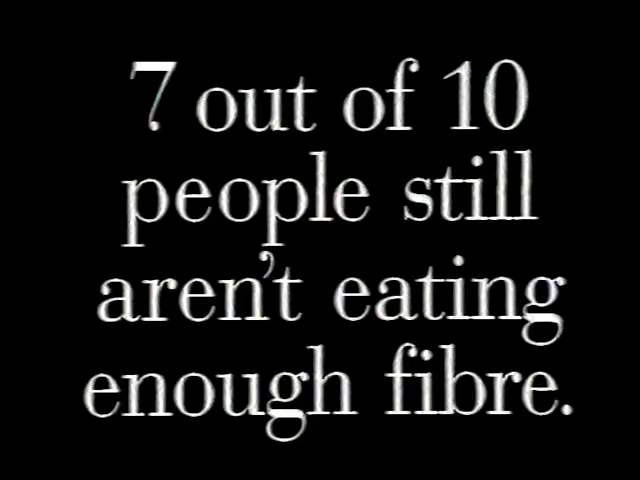 7 out of 10
people still
aren't eating
enough fibre.